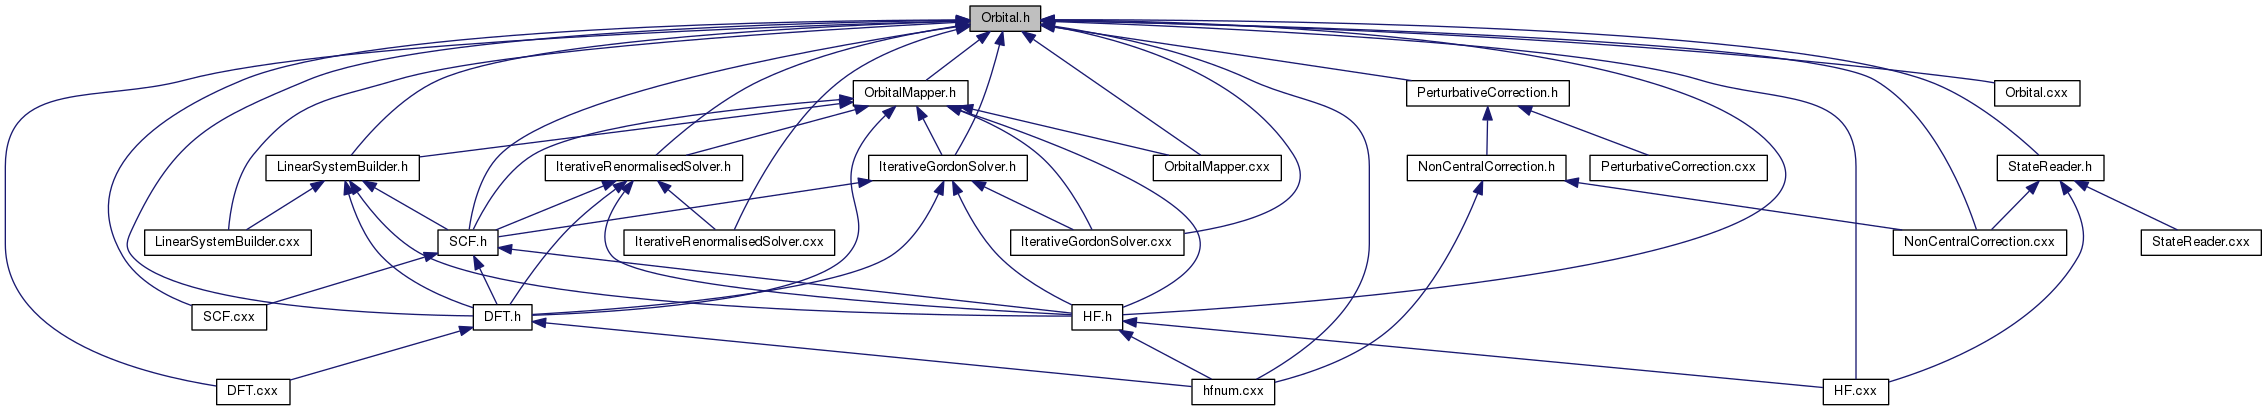 Orbital.h
OrbitalMapper.h
PerturbativeCorrection.h
Orbital.cxx
LinearSystemBuilder.h
IterativeRenormalisedSolver.h
IterativeGordonSolver.h
OrbitalMapper.cxx
NonCentralCorrection.h
PerturbativeCorrection.cxx
StateReader.h
LinearSystemBuilder.cxx
SCF.h
IterativeRenormalisedSolver.cxx
IterativeGordonSolver.cxx
NonCentralCorrection.cxx
StateReader.cxx
SCF.cxx
DFT.h
HF.h
DFT.cxx
hfnum.cxx
HF.cxx